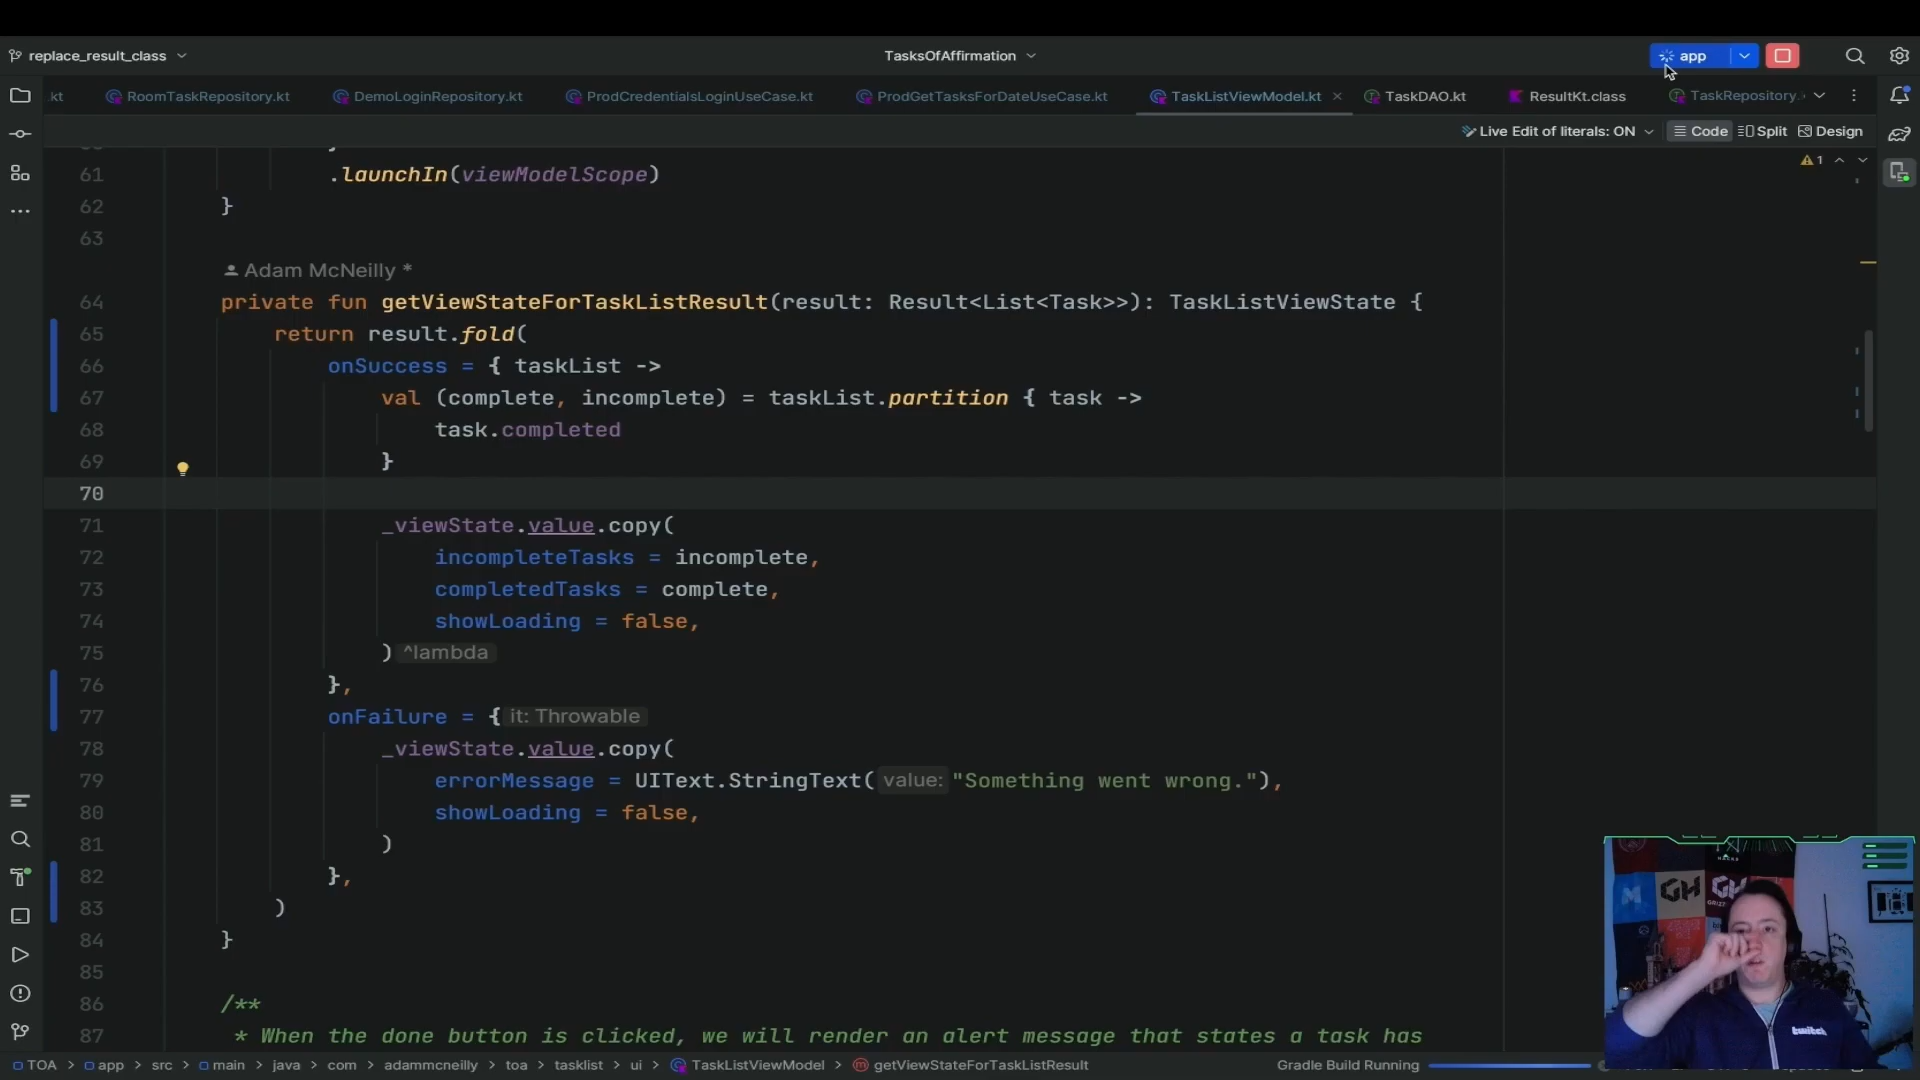 replace_result_class
TasksOfAffirmation
app
.kt
RoomTaskRepository.kt
DemoLoginRepository.kt
ProdCredentialsLoginUseCase.kt
ProdGetTasksForDateUseCase.kt
TaskListViewModel.kt
TaskDAO.kt
ResultKt.class
TaskRepository.
Live Edit of literals: ON
Code
Split
Design
1
61 .launchIn(viewModelScope)
62 }
63
Adam McNeilly *
64 private fun getViewStateForTaskListResult(result: Result<List<Task>>): TaskListViewState {
65 return result.fold(
66 onSuccess = { taskList ->
67 val (complete, incomplete) = taskList.partition { task ->
68 task.completed
69 }
70
71 _viewState.value.copy(
72 incompleteTasks = incomplete,
73 completedTasks = complete,
74 showLoading = false,
75 ) ^lambda
76 },
77 onFailure = { it: Throwable
78 _viewState.value.copy(
79 errorMessage = UIText.StringText( value: "Something went wrong."),
80 showLoading = false,
81 )
82 },
83 )
84 }
85
86 /**
87 * When the done button is clicked, we will render an alert message that states a task has
GH
GH
twitch
TOA > app > src > main > java > com > adammcneilly > toa > tasklist > ui > TaskListViewModel > getViewStateForTaskListResult
Gradle Build Running